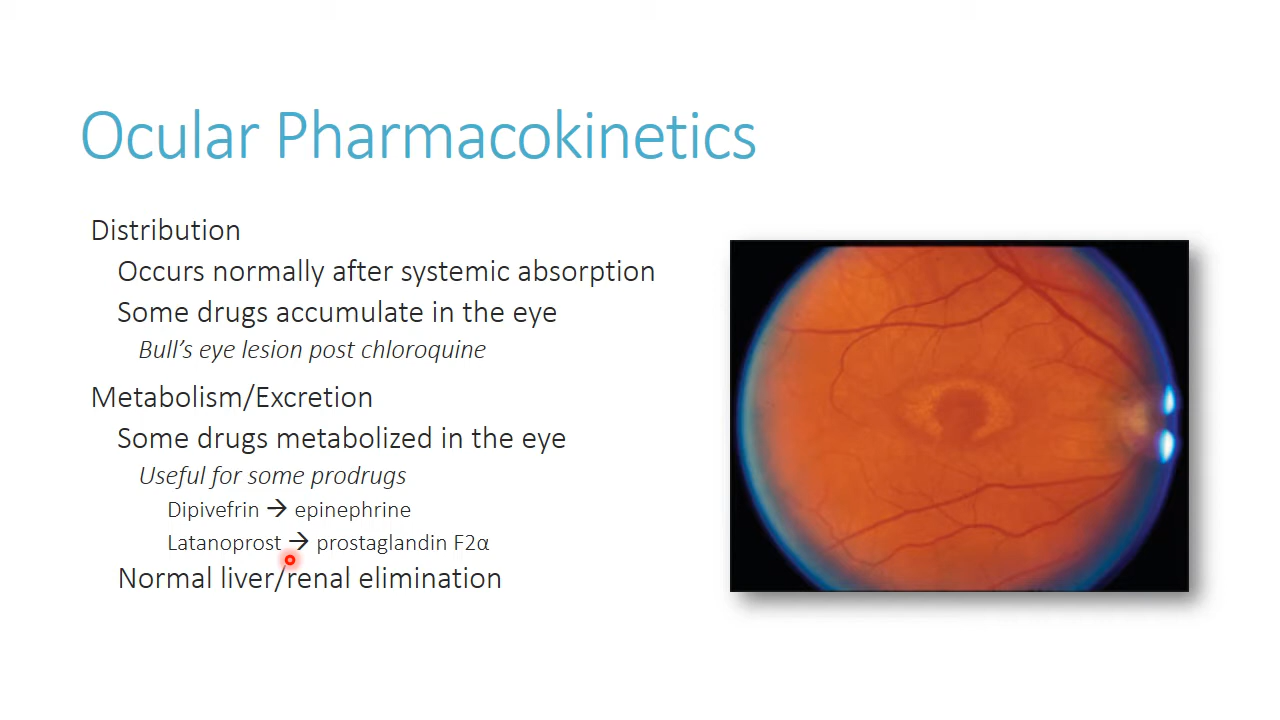 Ocular Pharmacokinetics
Distribution
Occurs normally after systemic absorption
Some drugs accumulate in the eye
Bull’s eye lesion post chloroquine
Metabolism/Excretion
Some drugs metabolized in the eye
Useful for some prodrugs
Dipivefrin → epinephrine
Latanoprost → prostaglandin F2α
Normal liver/renal elimination